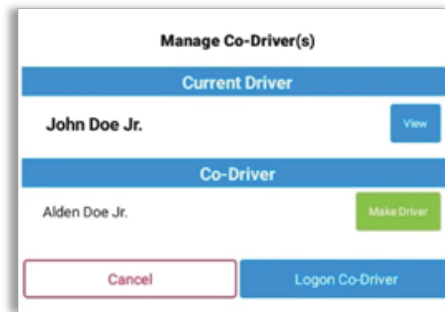 Manage Co-Driver(s)
Current Driver
John Doe Jr.
View
Co-Driver
Alden Doe Jr.
Make Driver
Cancel
Logon Co-Driver